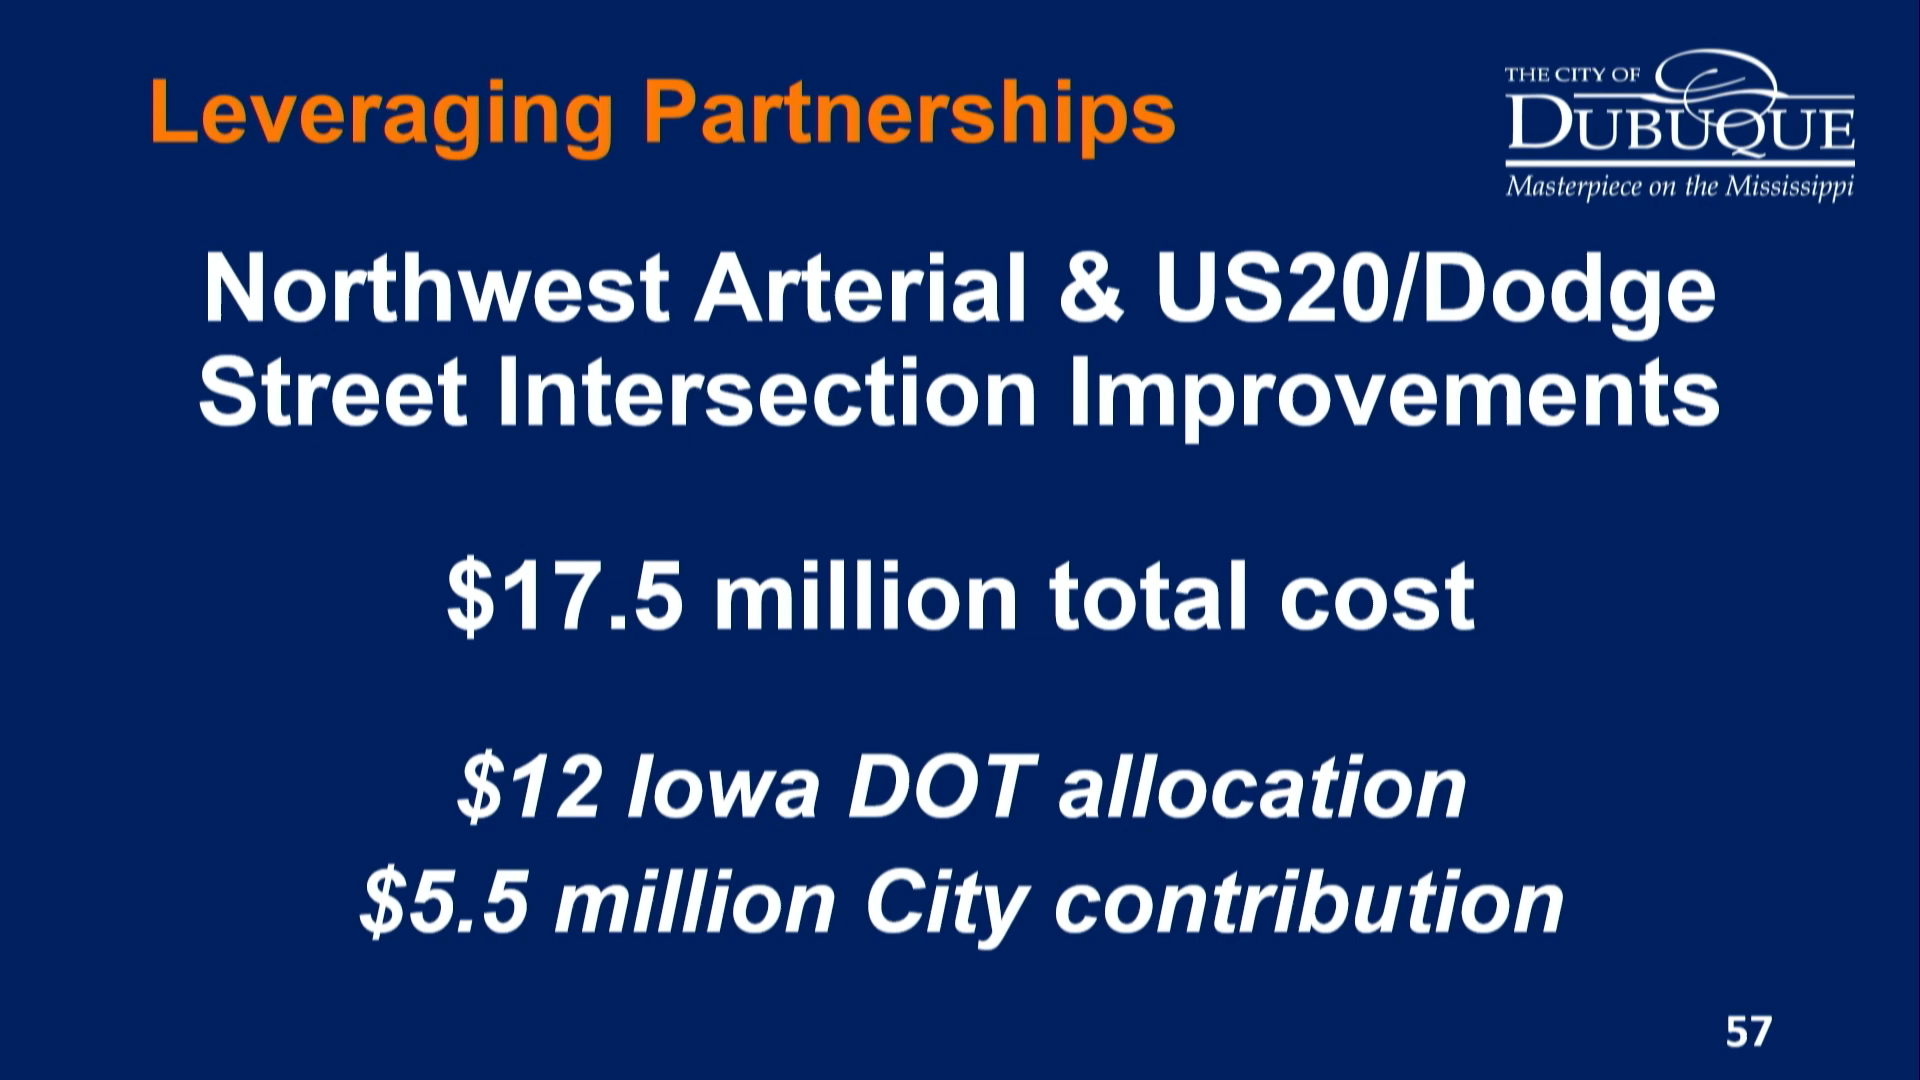 Leveraging Partnerships
THE CITY OF
DUBUQUE
Masterpiece on the Mississippi
Northwest Arterial & US20/Dodge
Street Intersection Improvements
$17.5 million total cost
$12 Iowa DOT allocation
$5.5 million City contribution
57